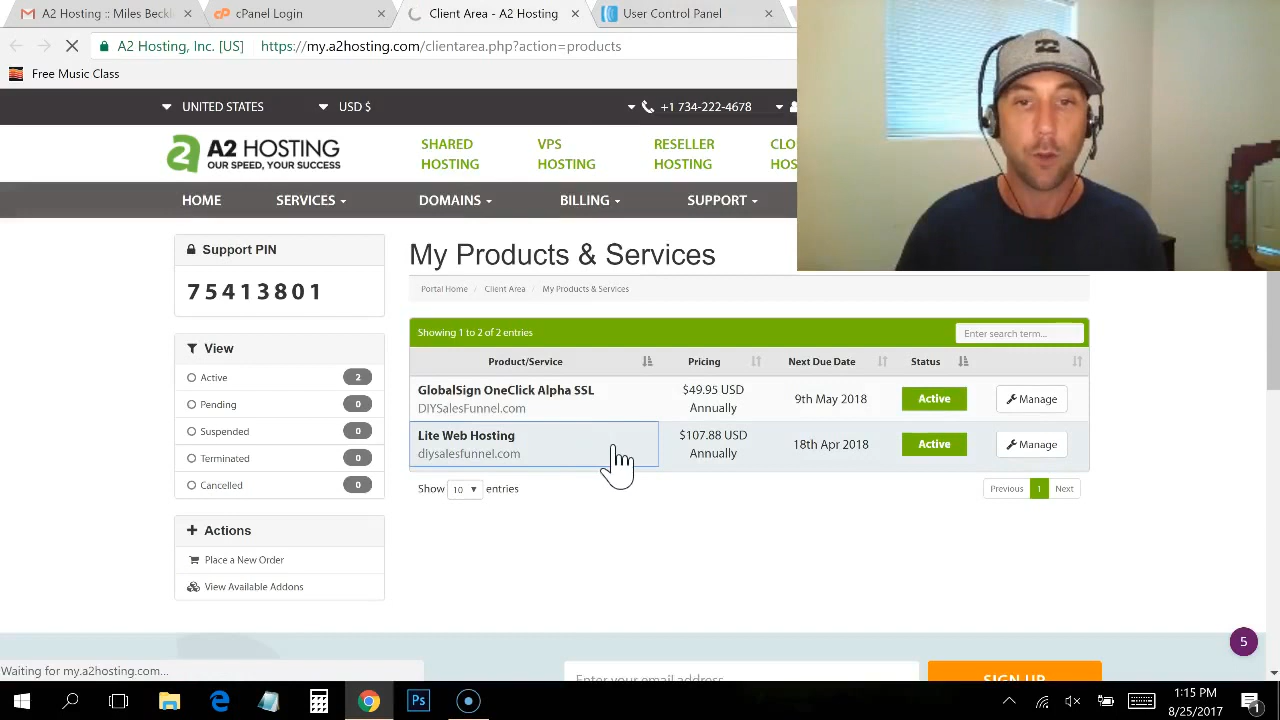 A2 Hosting :: Miles Beckle
cPanel Login
Client Area - A2 Hosting
User Control Panel
A2 Hosting, Inc. [US]
https://my.a2hosting.com/clientarea.php?action=products
Free Music Class
UNITED STATES
USD $
+1 734-222-4678
A2 HOSTING
OUR SPEED, YOUR SUCCESS
SHARED
HOSTING
VPS
HOSTING
RESELLER
HOSTING
CLO
HOS
HOME
SERVICES
DOMAINS
BILLING
SUPPORT
Support PIN
75413801
View
Active 2
Pending 0
Suspended 0
Terminated 0
Cancelled 0
Actions
Place a New Order
View Available Addons
My Products & Services
Portal Home
Client Area
My Products & Services
Showing 1 to 2 of 2 entries
Enter search term...
Product/Service
Pricing
Next Due Date
Status
GlobalSign OneClick Alpha SSL
DIYSalesFunnel.com
$49.95 USD
Annually
9th May 2018
Active
Manage
Lite Web Hosting
diysalesfunnel.com
$107.88 USD
Annually
18th Apr 2018
Active
Manage
Show 10 entries
Previous 1 Next
5
Waiting for my.a2hosting.com...
Enter your email address
SIGN UP
Ps
1:15 PM
8/25/2017
1